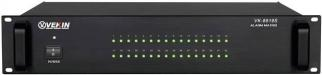 VEKIN
VK-8818S
ALARM MATRIX
POWER